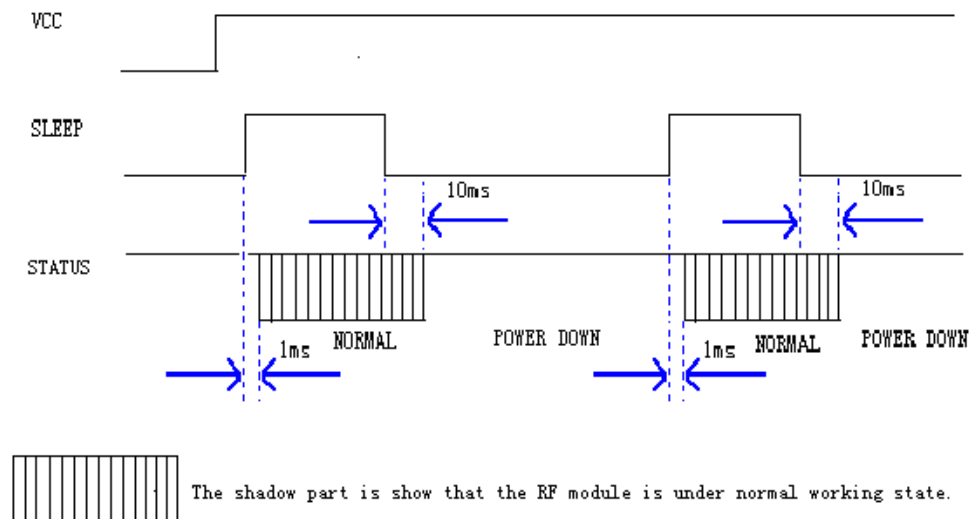 VCC
SLEEP
10ms
10ms
STATUS
1ms
NORMAL
POWER DOWN
1ms
NORMAL
POWER DOWN
The shadow part is show that the RF module is under normal working state.